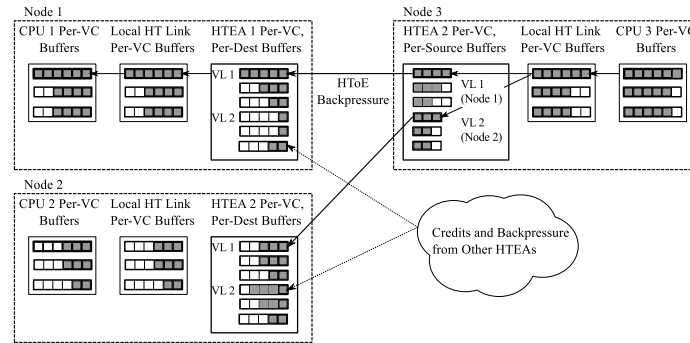 Node 1
CPU 1 Per-VC
Buffers
Local HT Link
Per-VC Buffers
HTEA 1 Per-VC,
Per-Dest Buffers
VL 1
VL 2
HToE
Backpressure
Node 3
HTEA 2 Per-VC,
Per-Source Buffers
VL 1
(Node 1)
VL 2
(Node 2)
Local HT Link
Per-VC Buffers
CPU 3 Per-VC
Buffers
Node 2
CPU 2 Per-VC
Buffers
Local HT Link
Per-VC Buffers
HTEA 2 Per-VC,
Per-Dest Buffers
VL 1
VL 2
Credits and Backpressure
from Other HTEAs